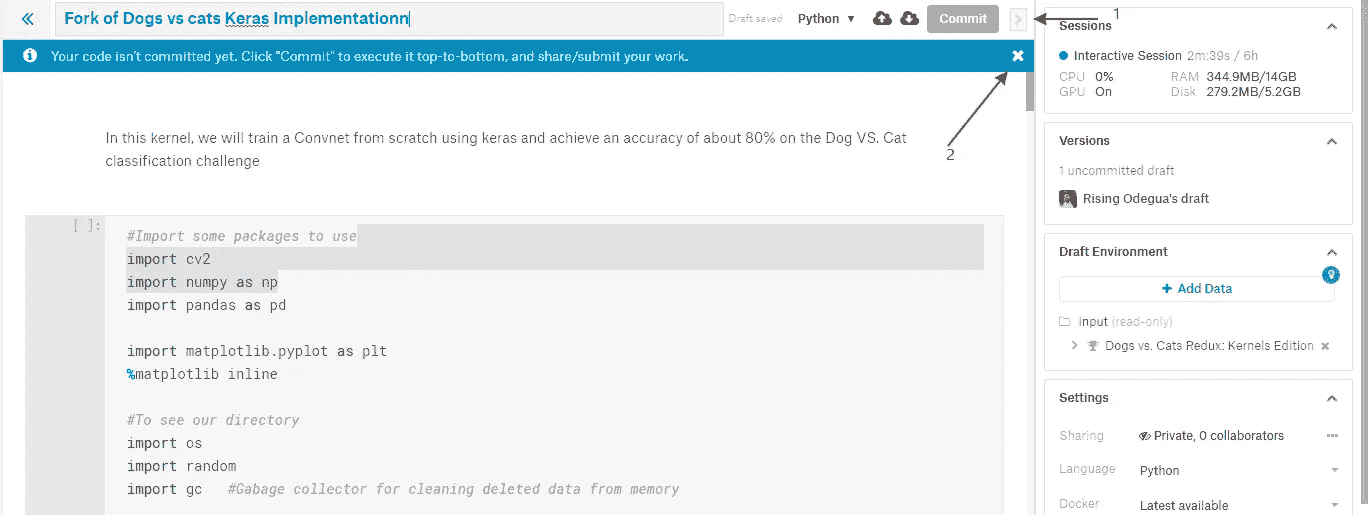 Fork of Dogs vs cats Keras Implementationn
Draft saved
Python
Commit
1
Your code isn't committed yet. Click "Commit" to execute it top-to-bottom, and share/submit your work.
2
In this kernel, we will train a Convnet from scratch using keras and achieve an accuracy of about 80% on the Dog VS. Cat
classification challenge
[ ]:
#Import some packages to use
import cv2
import numpy as np
import pandas as pd
import matplotlib.pyplot as plt
%matplotlib inline
#To see our directory
import os
import random
import gc   #Gabage collector for cleaning deleted data from memory
Sessions
Interactive Session 2m:39s / 6h
CPU 0% RAM 344.9MB/14GB
GPU On Disk 279.2MB/5.2GB
Versions
1 uncommitted draft
Rising Odegua's draft
Draft Environment
+ Add Data
input (read-only)
Dogs vs. Cats Redux: Kernels Edition
Settings
Sharing Private, 0 collaborators
Language Python
Docker Latest available